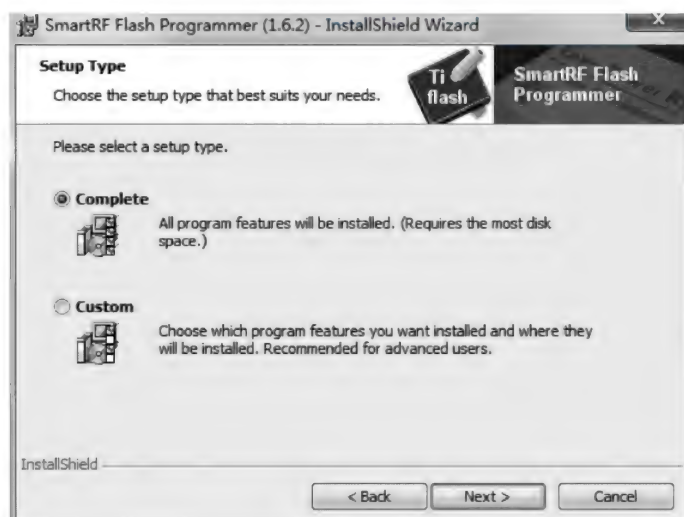 SmartRF Flash Programmer (1.6.2) - InstallShield Wizard
Setup Type
Choose the setup type that best suits your needs.
Ti
flash
SmartRF Flash
Programmer
Please select a setup type.
Complete
All program features will be installed. (Requires the most disk
space.)
Custom
Choose which program features you want installed and where they
will be installed. Recommended for advanced users.
InstallShield
< Back
Next >
Cancel